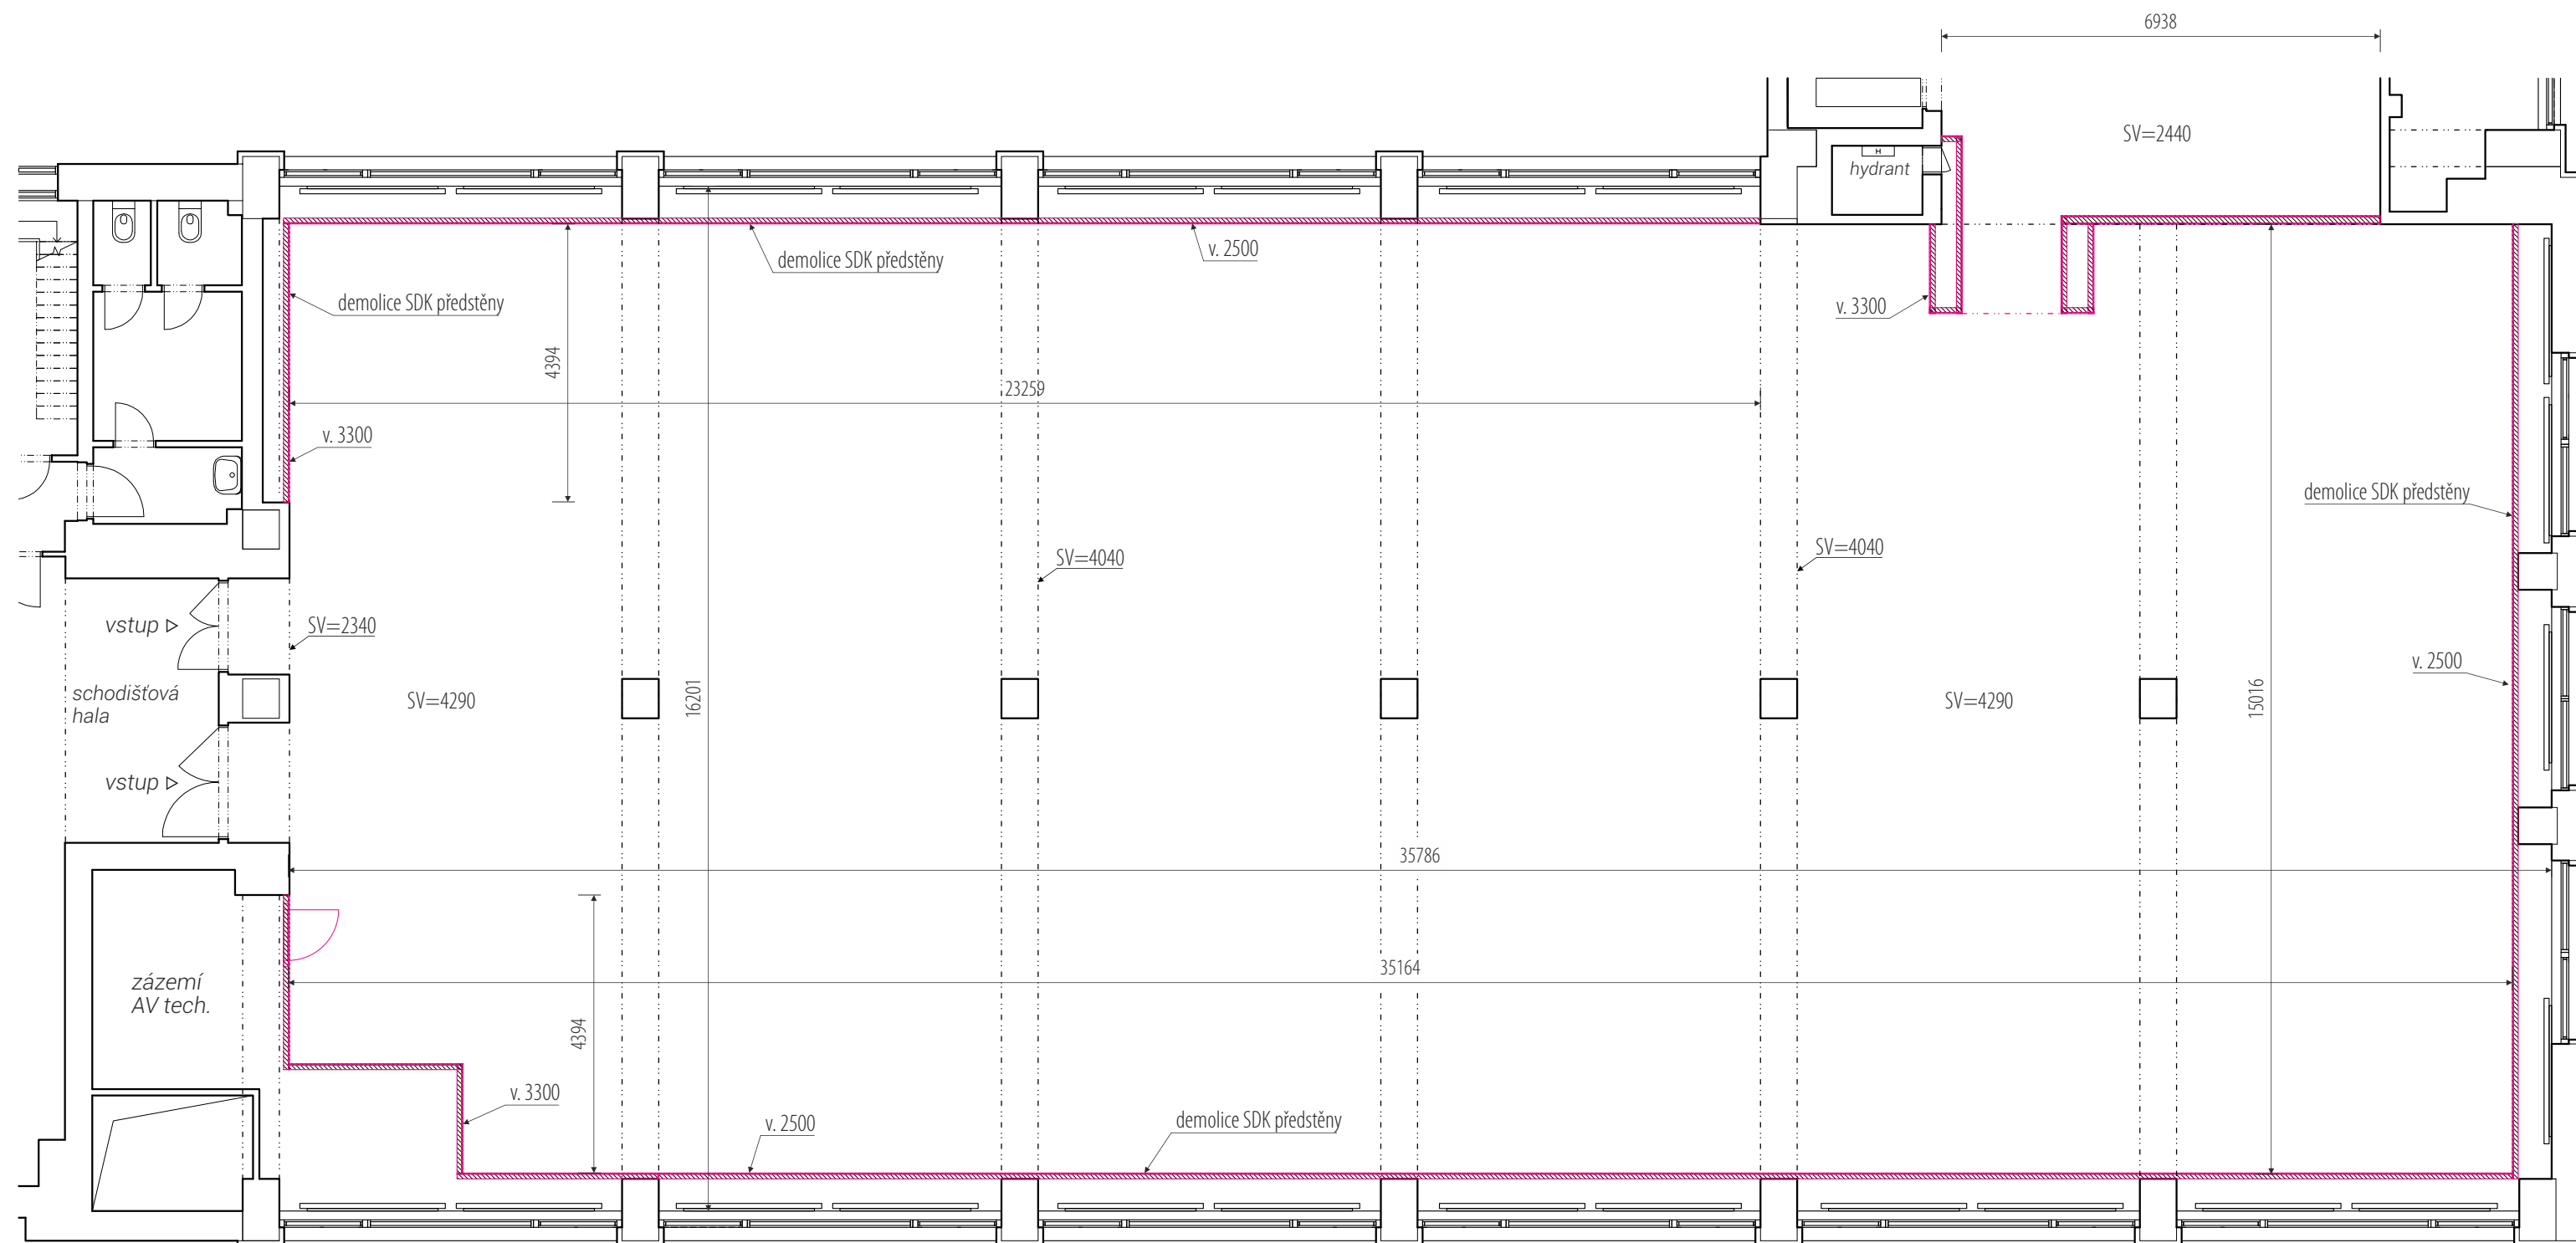 6938
SV=2440
H
hydrant
v. 2500
demolice SDK předstěny
demolice SDK předstěny
v. 3300
4394
23259
v. 3300
demolice SDK předstěny
SV=4040
SV=4040
vstup
SV=2340
v. 2500
schodišťová
hala
SV=4290
16201
SV=4290
15016
vstup
35786
35164
zázemí
AV tech.
4394
v. 3300
v. 2500
demolice SDK předstěny